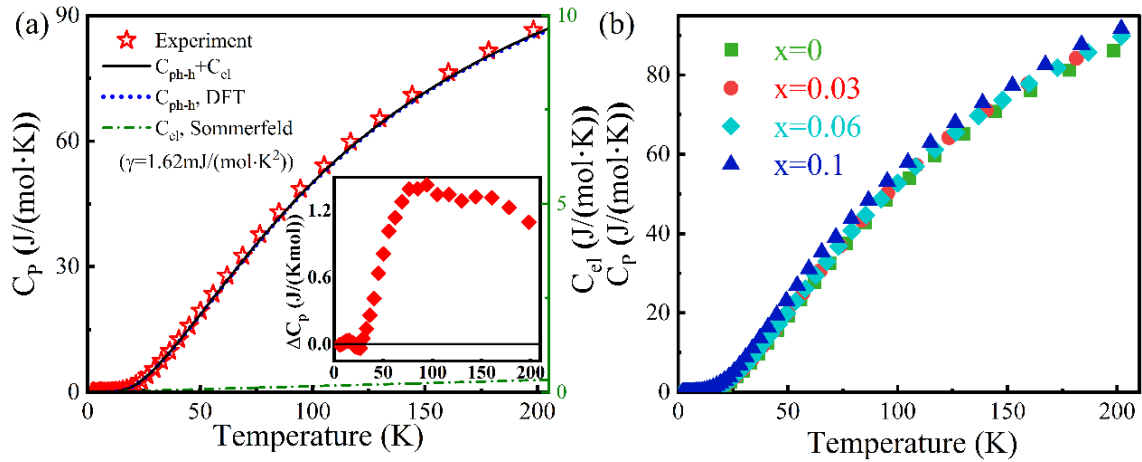 (a)
90
60
30
0
C_p (J/(mol·K))
Experiment
C_ph-h+C_el
C_ph-h, DFT
C_el, Sommerfeld
(γ=1.62mJ/(mol·K²))
1.2
0.6
0.0
ΔC_p (J/(Kmol))
0 50 100 150 200
0 50 100 150 200
Temperature (K)
10
5
0
C_el (J/(mol·K))
(b)
C_p (J/(mol·K))
80
60
40
20
0
x=0
x=0.03
x=0.06
x=0.1
0 50 100 150 200
Temperature (K)